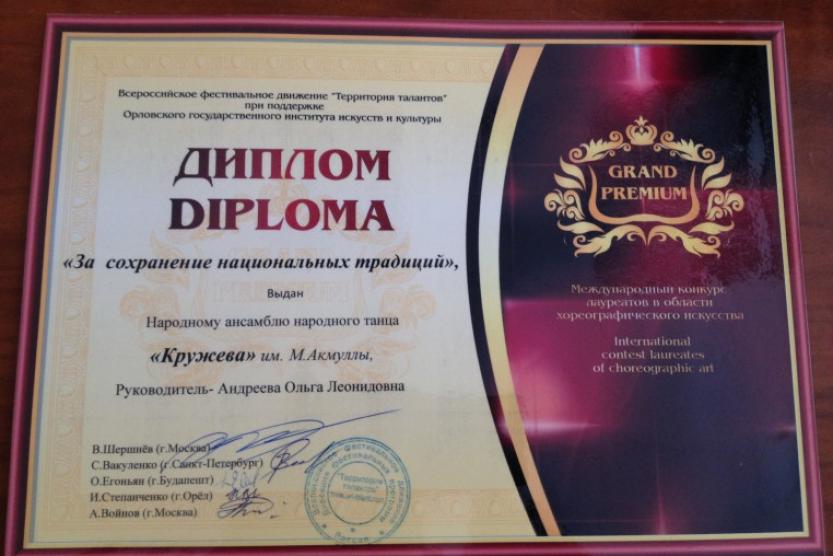 Всероссийское фестивальное движение "Территория талантов"
при поддержке
Орловского государственного института искусств и культуры
ДИПЛОМ
DIPLOMA
«За сохранение национальных традиций»,
Выдан
Народному ансамблю народного танца
«Кружева» им. М.Акмуллы,
Руководитель- Андреева Ольга Леонидовна
В.Шершнёв (г.Москва)
С.Вакуленко (г.Санкт-Петербург)
О.Егоньян (г.Будапешт)
И.Степанченко (г.Орёл)
А.Войнов (г.Москва)
"Территория
GRAND
PREMIUM
Международный конкурс
лауреатов в области
хореографического искусства
International
contest laureates
of choreographic art